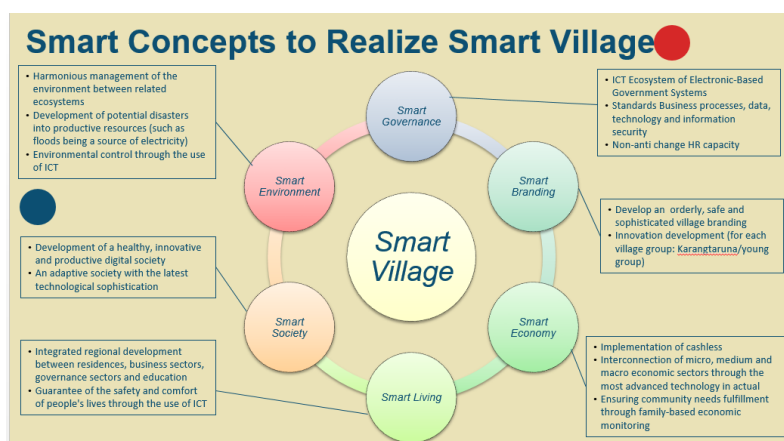 Smart Concepts to Realize Smart Village
• Harmonious management of the
environment between related
ecosystems
• Development of potential disasters
into productive resources (such as
floods being a source of electricity)
• Environmental control through the use
of ICT
Smart
Governance
• ICT Ecosystem of Electronic-Based
Government Systems
• Standards Business processes, data,
technology and information
security
• Non-anti change HR capacity
Smart
Environment
Smart
Branding
• Develop an orderly, safe and
sophisticated village branding
• Innovation development (for each
village group: Karangtaruna/young
group)
Smart
Village
• Development of a healthy, innovative
and productive digital society
• An adaptive society with the latest
technological sophistication
Smart
Society
Smart
Economy
• Integrated regional development
between residences, business sectors,
governance sectors and education
• Guarantee of the safety and comfort
of people's lives through the use of ICT
Smart Living
• Implementation of cashless
• Interconnection of micro, medium and
macro economic sectors through the
most advanced technology in actual
• Ensuring community needs fulfillment
through family-based economic
monitoring